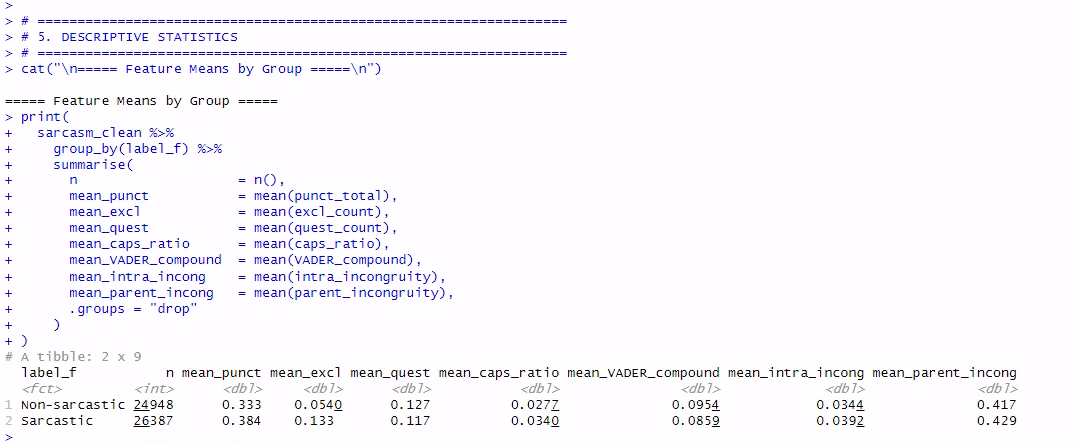 >
> # =================================================================
> # 5. DESCRIPTIVE STATISTICS
> # =================================================================
> cat("\n===== Feature Means by Group =====\n")

===== Feature Means by Group =====
> print(
+   sarcasm_clean %>%
+     group_by(label_f) %>%
+     summarise(
+       n                   = n(),
+       mean_punct          = mean(punct_total),
+       mean_excl           = mean(excl_count),
+       mean_quest          = mean(quest_count),
+       mean_caps_ratio     = mean(caps_ratio),
+       mean_VADER_compound = mean(VADER_compound),
+       mean_intra_incong   = mean(intra_incongruity),
+       mean_parent_incong  = mean(parent_incongruity),
+       .groups = "drop"
+     )
+ )
# A tibble: 2 x 9
  label_f           n mean_punct mean_excl mean_quest mean_caps_ratio mean_VADER_compound mean_intra_incong mean_parent_incong
  <fct>         <int>      <dbl>     <dbl>      <dbl>           <dbl>               <dbl>             <dbl>              <dbl>
1 Non-sarcastic 24948      0.333    0.0540      0.127          0.0277              0.0954            0.0344              0.417
2 Sarcastic     26387      0.384    0.133       0.117          0.0340              0.0859            0.0392              0.429
>